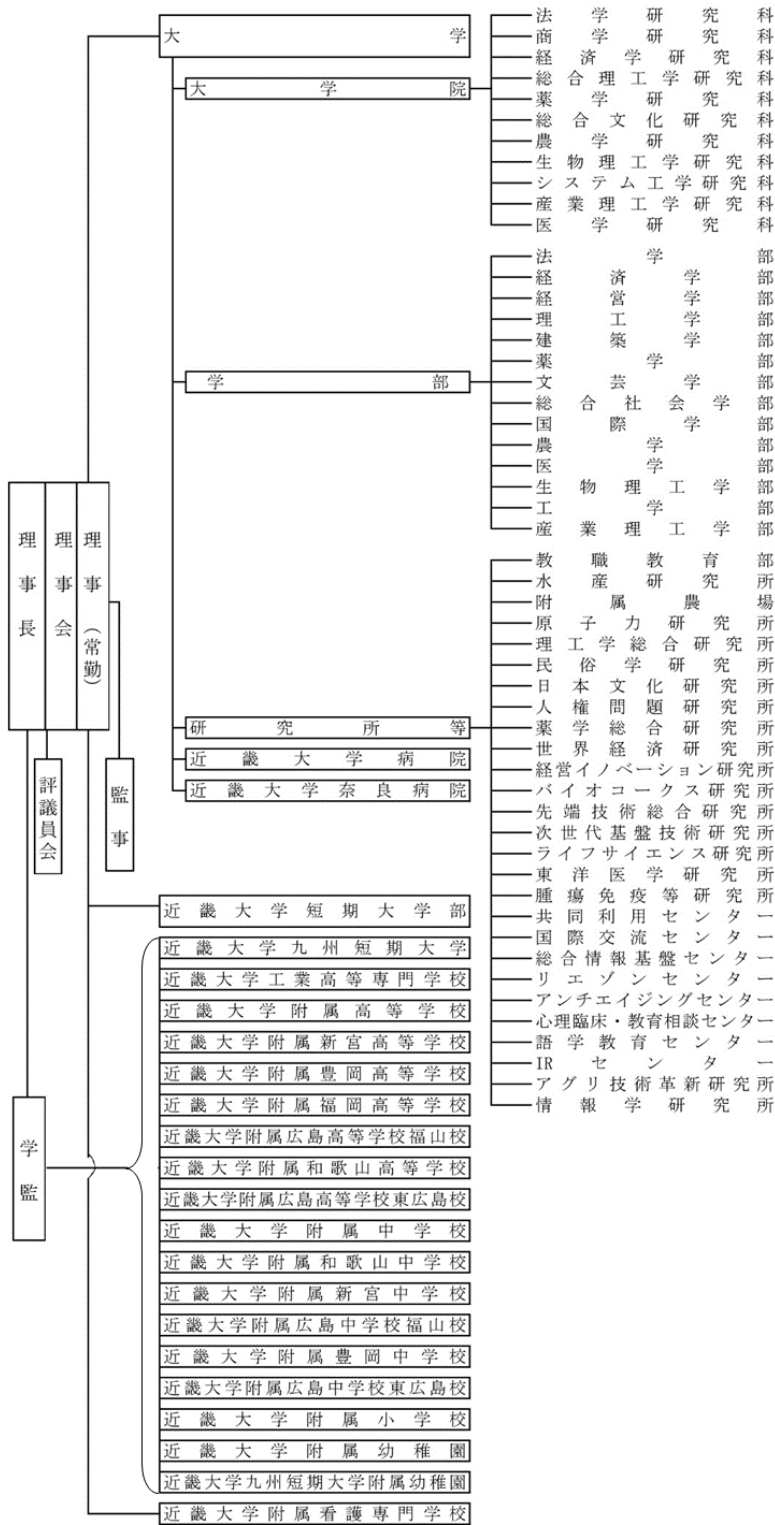 大学
大学院
法学研究科
商学研究科
経済学研究科
総合理工学研究科
薬学研究科
総合文化研究科
農学研究科
生物理工学研究科
システム工学研究科
産業理工学研究科
医学研究科
学部
法学部
経済学部
経営学部
理工学部
建築学部
薬学部
文芸学部
総合社会学部
国際学部
農学部
医学部
生物理工学部
工学部
産業理工学部
研究所等
教職教育部
水産研究所
附属農場
原子力研究所
理工学総合研究所
民俗学研究所
日本文化研究所
人権問題研究所
薬学総合研究所
世界経済研究所
経営イノベーション研究所
バイオコークス研究所
先端技術総合研究所
次世代基盤技術研究所
ライフサイエンス研究所
東洋医学研究所
腫瘍免疫等研究所
共同利用センター
国際交流センター
総合情報基盤センター
リエゾンセンター
アンチエイジングセンター
心理臨床・教育相談センター
語学教育センター
IRセンター
アグリ技術革新研究所
情報学研究所
近畿大学病院
近畿大学奈良病院
理事長
理事会
理事(常勤)
評議員会
監事
学監
近畿大学短期大学部
近畿大学九州短期大学
近畿大学工業高等専門学校
近畿大学附属高等学校
近畿大学附属新宮高等学校
近畿大学附属豊岡高等学校
近畿大学附属福岡高等学校
近畿大学附属広島高等学校福山校
近畿大学附属和歌山高等学校
近畿大学附属広島高等学校東広島校
近畿大学附属中学校
近畿大学附属和歌山中学校
近畿大学附属新宮中学校
近畿大学附属広島中学校福山校
近畿大学附属豊岡中学校
近畿大学附属広島中学校東広島校
近畿大学附属小学校
近畿大学附属幼稚園
近畿大学九州短期大学附属幼稚園
近畿大学附属看護専門学校